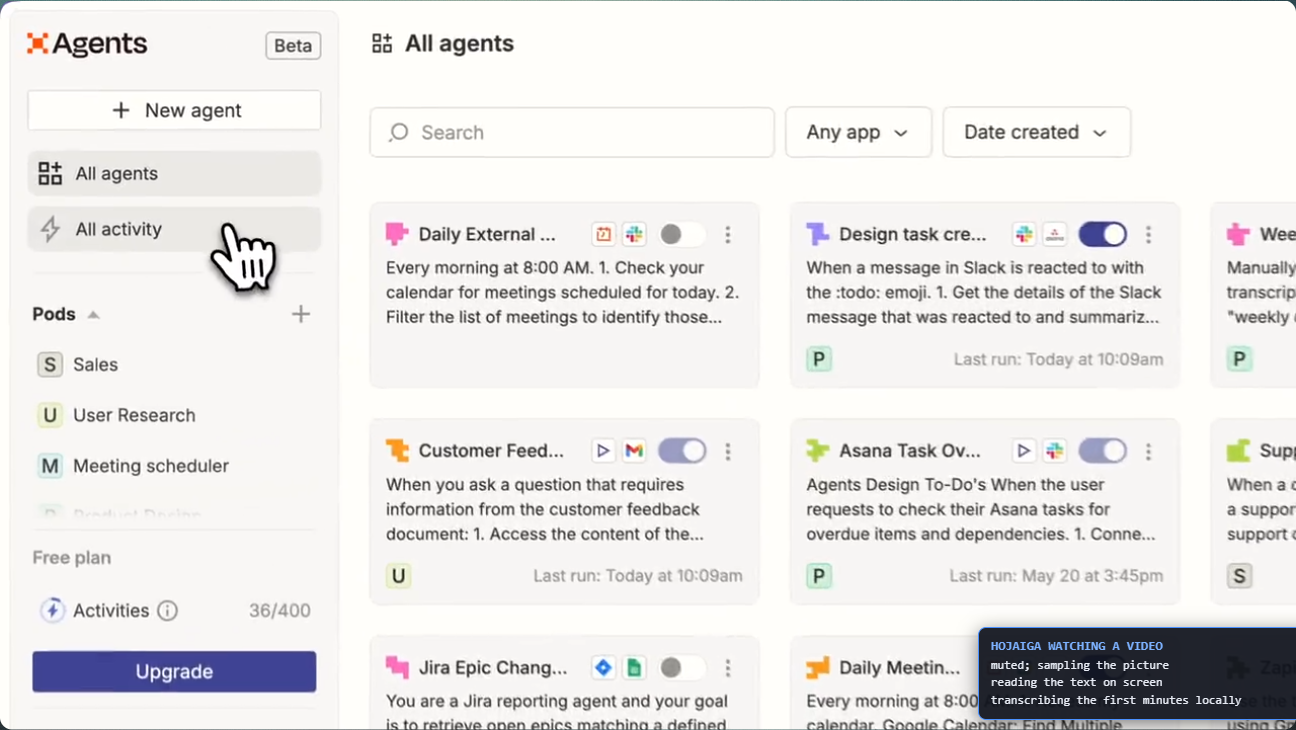 Agents
Beta
+ New agent
All agents
All activity
Pods
S Sales
U User Research
M Meeting scheduler
P Product Design
Free plan
Activities 36/400
Upgrade
All agents
Search
Any app
Date created
Daily External ...
Every morning at 8:00 AM. 1. Check your
calendar for meetings scheduled for today. 2.
Filter the list of meetings to identify those...
Design task cre...
When a message in Slack is reacted to with
the :todo: emoji. 1. Get the details of the Slack
message that was reacted to and summariz...
P Last run: Today at 10:09am
Wee
Manually
transcrip
"weekly
P
Customer Feed...
When you ask a question that requires
information from the customer feedback
document: 1. Access the content of the...
U Last run: Today at 10:09am
Asana Task Ov...
Agents Design To-Do's When the user
requests to check their Asana tasks for
overdue items and dependencies. 1. Conne...
P Last run: May 20 at 3:45pm
Supp
When a c
a suppor
support
S
Jira Epic Chang...
You are a Jira reporting agent and your goal
is to retrieve open epics matching a defined
Daily Meetin...
Every morning at 8:00
calendar. Google Calendar: Find Multiple
HOJAIGA WATCHING A VIDEO
muted; sampling the picture
reading the text on screen
transcribing the first minutes locally